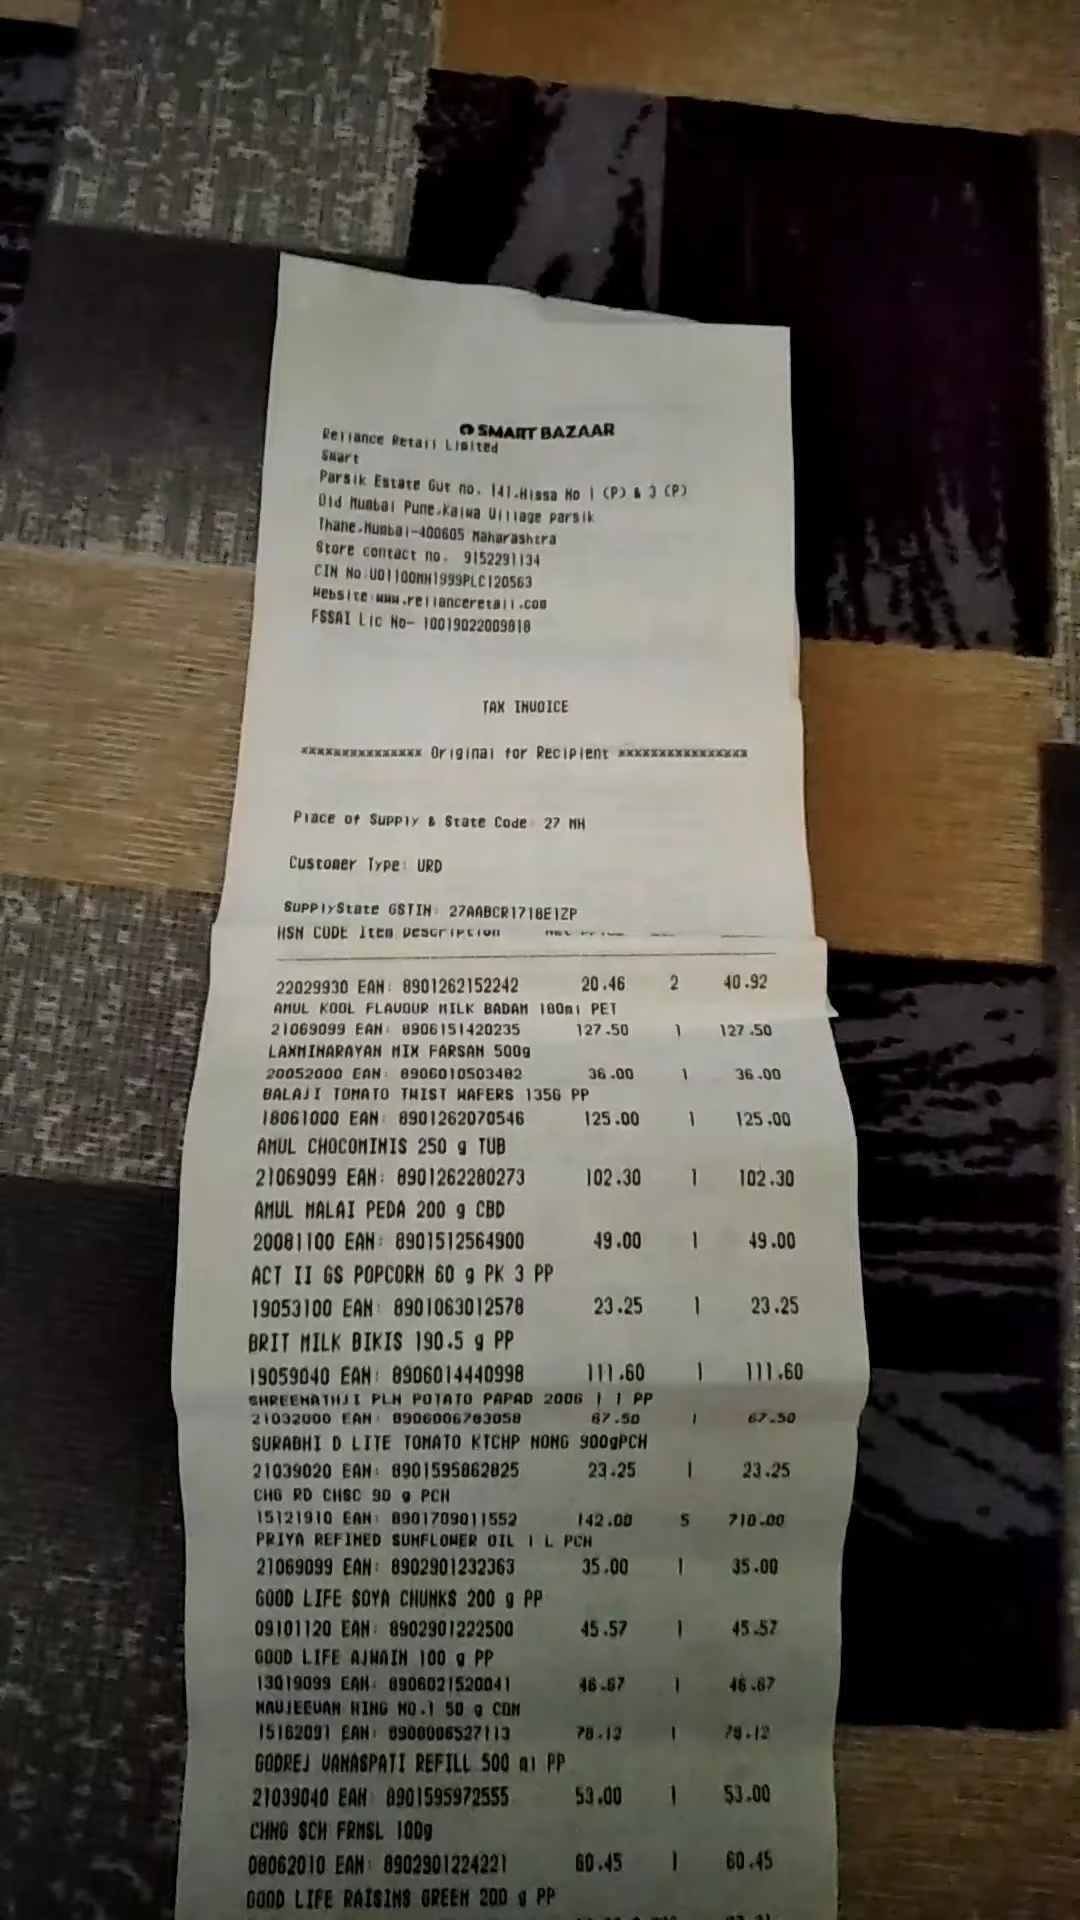 SMART BAZAAR
Reliance Retail Limited
Smart
Parsik Estate Gut no. 141,Hissa No 1 (P) & 3 (P)
Old Mumbai Pune,Kalwa Village parsik
Thane,Mumbai-400605 Maharashtra
Store contact no. 9152291134
CIN No:U01100MH1999PLC120563
Website:www.relianceretail.com
FSSAI Lic No- 10019022009818
TAX INVOICE
xxxxxxxxxxxxxxx Original for Recipient xxxxxxxxxxxxxxxx
Place of Supply & State Code: 27 MH
Customer Type: URD
SupplyState GSTIN: 27AABCR1718E1ZP
HSN CODE Item Description
22029930 EAN: 8901262152242 20.46 2 40.92
AMUL KOOL FLAVOUR MILK BADAM 180ml PET
21069099 EAN: 8906151420235 127.50 1 127.50
LAXMINARAYAN MIX FARSAN 500g
20052000 EAN: 8906010503482 36.00 1 36.00
BALAJI TOMATO TWIST WAFERS 135G PP
18061000 EAN: 8901262070546 125.00 1 125.00
AMUL CHOCOMINIS 250 g TUB
21069099 EAN: 8901262280273 102.30 1 102.30
AMUL MALAI PEDA 200 g CBD
20081100 EAN: 8901512564900 49.00 1 49.00
ACT II GS POPCORN 60 g PK 3 PP
19053100 EAN: 8901063012578 23.25 1 23.25
BRIT MILK BIKIS 190.5 g PP
19059040 EAN: 8906014440998 111.60 1 111.60
SHREENATHJI PLN POTATO PAPAD 200G 1 1 PP
21032000 EAN: 8906006783058 67.50 1 67.50
SURABHI D LITE TOMATO KTCHP NONG 900gPCH
21039020 EAN: 8901595862825 23.25 1 23.25
CHG RD CHSC 90 g PCH
15121910 EAN: 8901709011552 142.00 5 710.00
PRIYA REFINED SUNFLOWER OIL 1 L PCH
21069099 EAN: 8902901232363 35.00 1 35.00
GOOD LIFE SOYA CHUNKS 200 g PP
09101120 EAN: 8902901222500 45.57 1 45.57
GOOD LIFE AJWAIN 100 g PP
13019099 EAN: 8906021520041 46.67 1 46.67
NAVJEEVAN HING NO.1 50 g CON
15162091 EAN: 8900006527113 78.12 1 78.12
GODREJ VANASPATI REFILL 500 ml PP
21039040 EAN: 8901595972555 53.00 1 53.00
CHNG SCH FRMSL 100g
08062010 EAN: 8902901224221 60.45 1 60.45
GOOD LIFE RAISINS GREEN 200 g PP